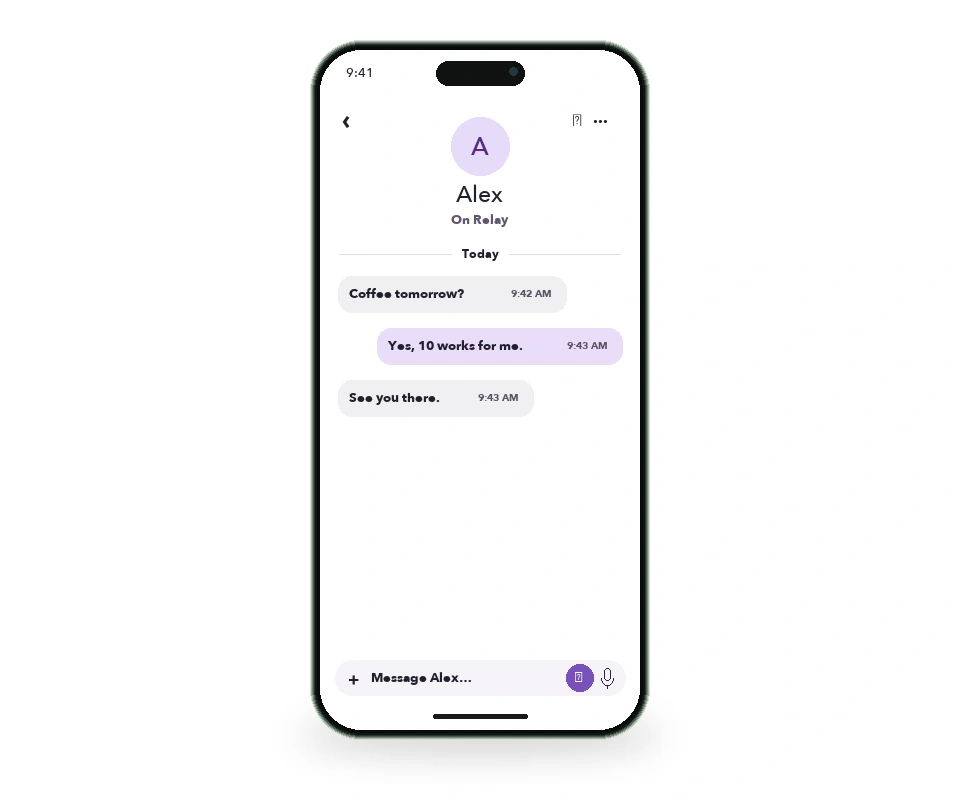 9:41
A
Alex
On Relay
Today
Coffee tomorrow? 9:42 AM
Yes, 10 works for me. 9:43 AM
See you there. 9:43 AM
Message Alex...